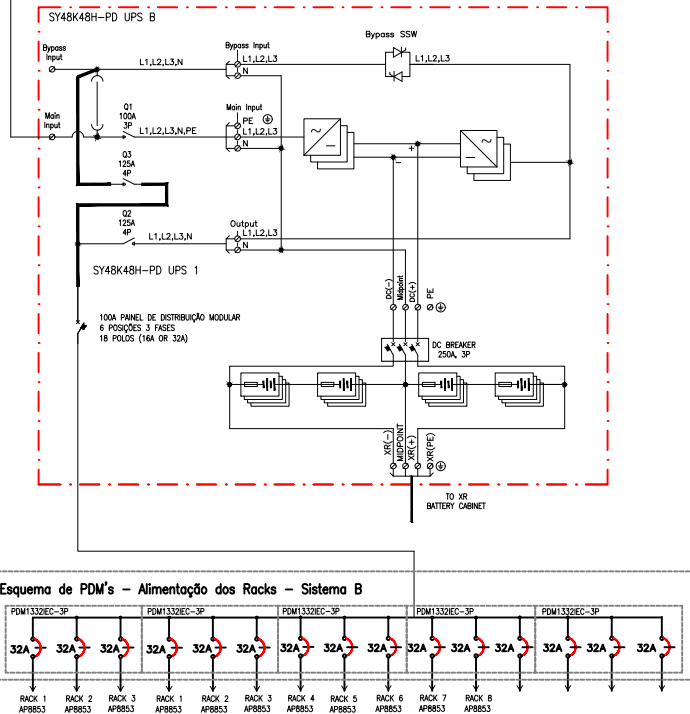 SY48K48H-PD UPS B
Bypass SSW
Bypass
Input
Bypass Input
L1,L2,L3,N
L1,L2,L3
N
L1,L2,L3
Main
Input
Q1
100A
3P
L1,L2,L3,N,PE
Main Input
PE
L1,L2,L3
N
~
+
−
~
Q3
125A
4P
Q2
125A
4P
L1,L2,L3,N
Output
L1,L2,L3
N
SY48K48H-PD UPS 1
DC(-)
Midpoint
DC(+)
PE
100A PAINEL DE DISTRIBUIÇÃO MODULAR
6 POSIÇÕES 3 FASES
18 POLOS (16A OR 32A)
DC BREAKER
250A, 3P
XR(-)
MIDPOINT
XR(+)
XR(PE)
TO XR
BATTERY CABINET
Esquema de PDM's - Alimentação dos Racks - Sistema B
PDM1332IEC-3P PDM1332IEC-3P PDM1332IEC-3P PDM1332IEC-3P PDM1332IEC-3P
32A 32A 32A 32A 32A 32A 32A 32A 32A 32A 32A 32A 32A 32A 32A
RACK 1 RACK 2 RACK 3 RACK 1 RACK 2 RACK 3 RACK 4 RACK 5 RACK 6 RACK 7 RACK 8
AP8853 AP8853 AP8853 AP8853 AP8853 AP8853 AP8853 AP8853 AP8853 AP8853 AP8853